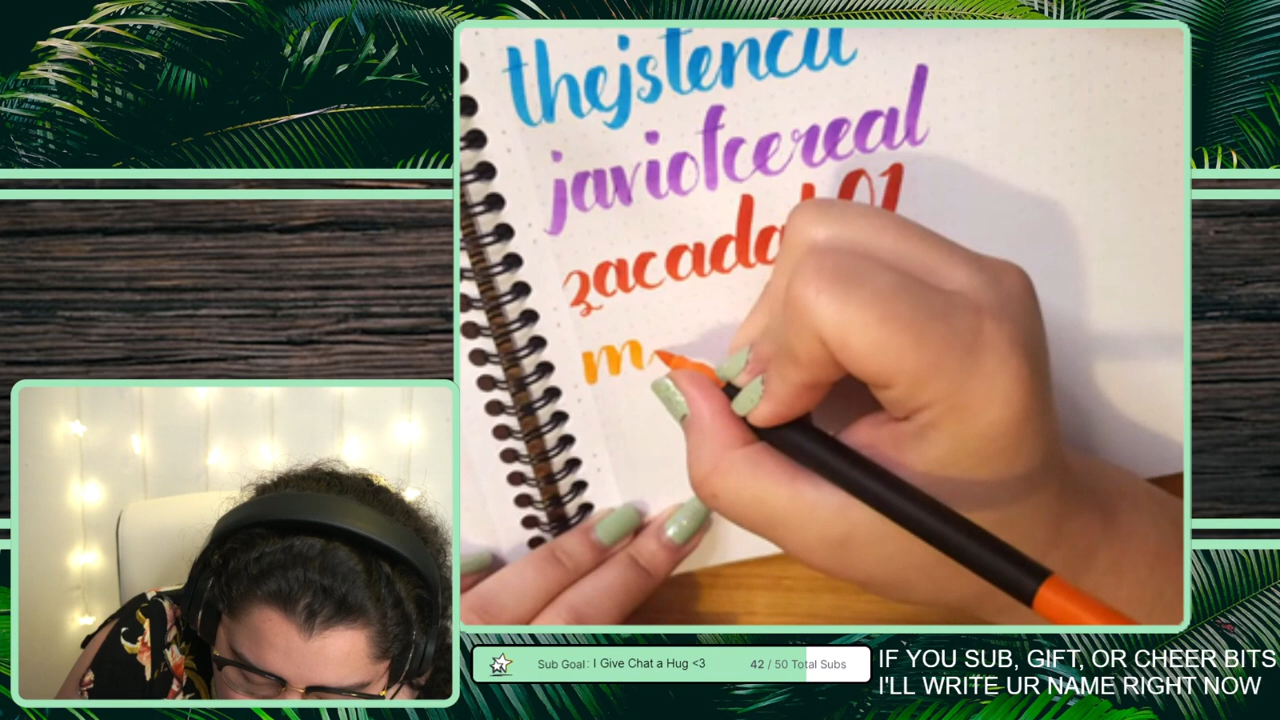 javiofcereal
m
Sub Goal: I Give Chat a Hug <3 42 / 50 Total Subs
IF YOU SUB, GIFT, OR CHEER BITS
I'LL WRITE UR NAME RIGHT NOW